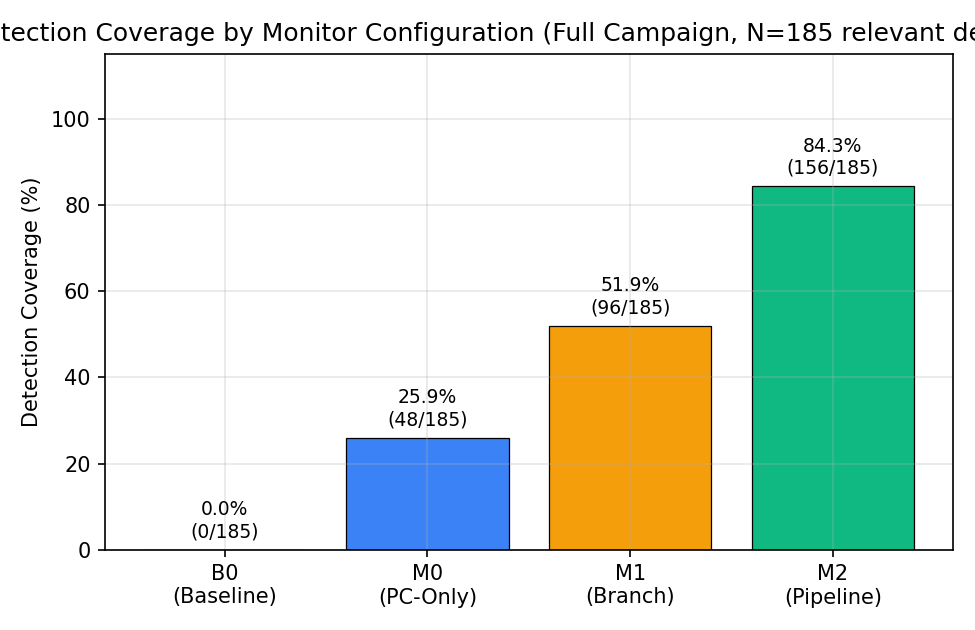 tection Coverage by Monitor Configuration (Full Campaign, N=185 relevant de
Detection Coverage (%)
100
80
60
40
20
0
0.0%
(0/185)
25.9%
(48/185)
51.9%
(96/185)
84.3%
(156/185)
B0
(Baseline)
M0
(PC-Only)
M1
(Branch)
M2
(Pipeline)